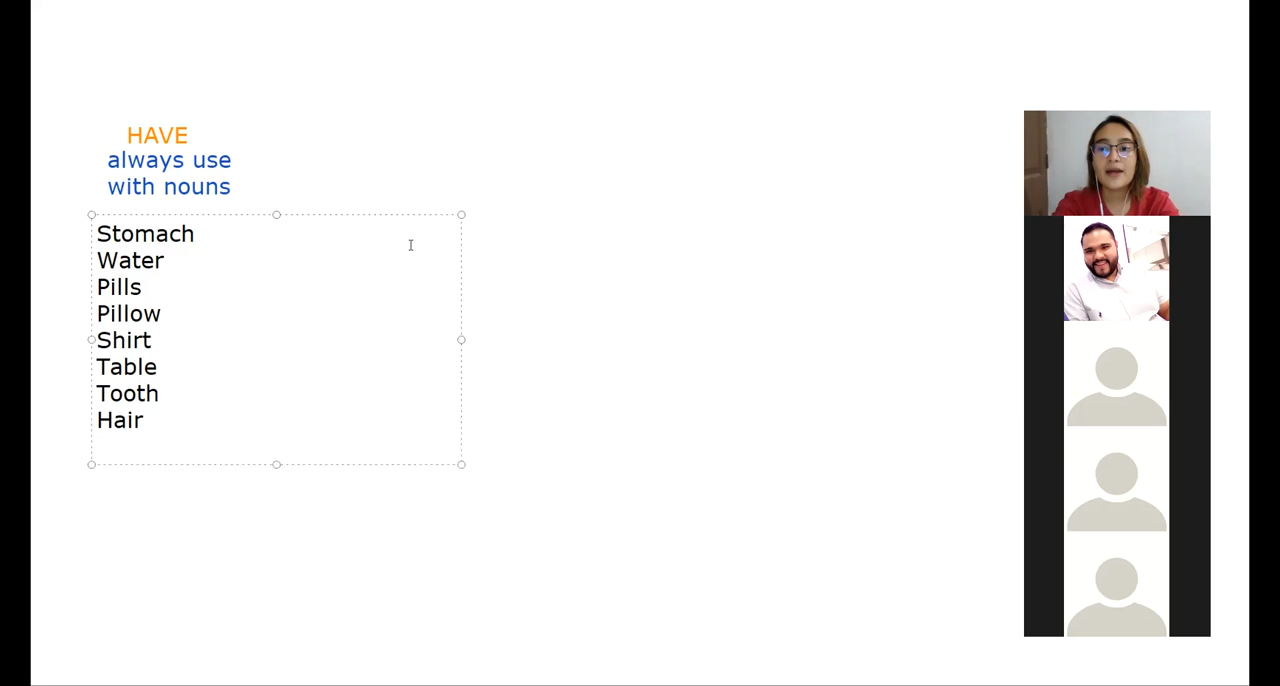 HAVE
always use
with nouns
Stomach
Water
Pills
Pillow
Shirt
Table
Tooth
Hair